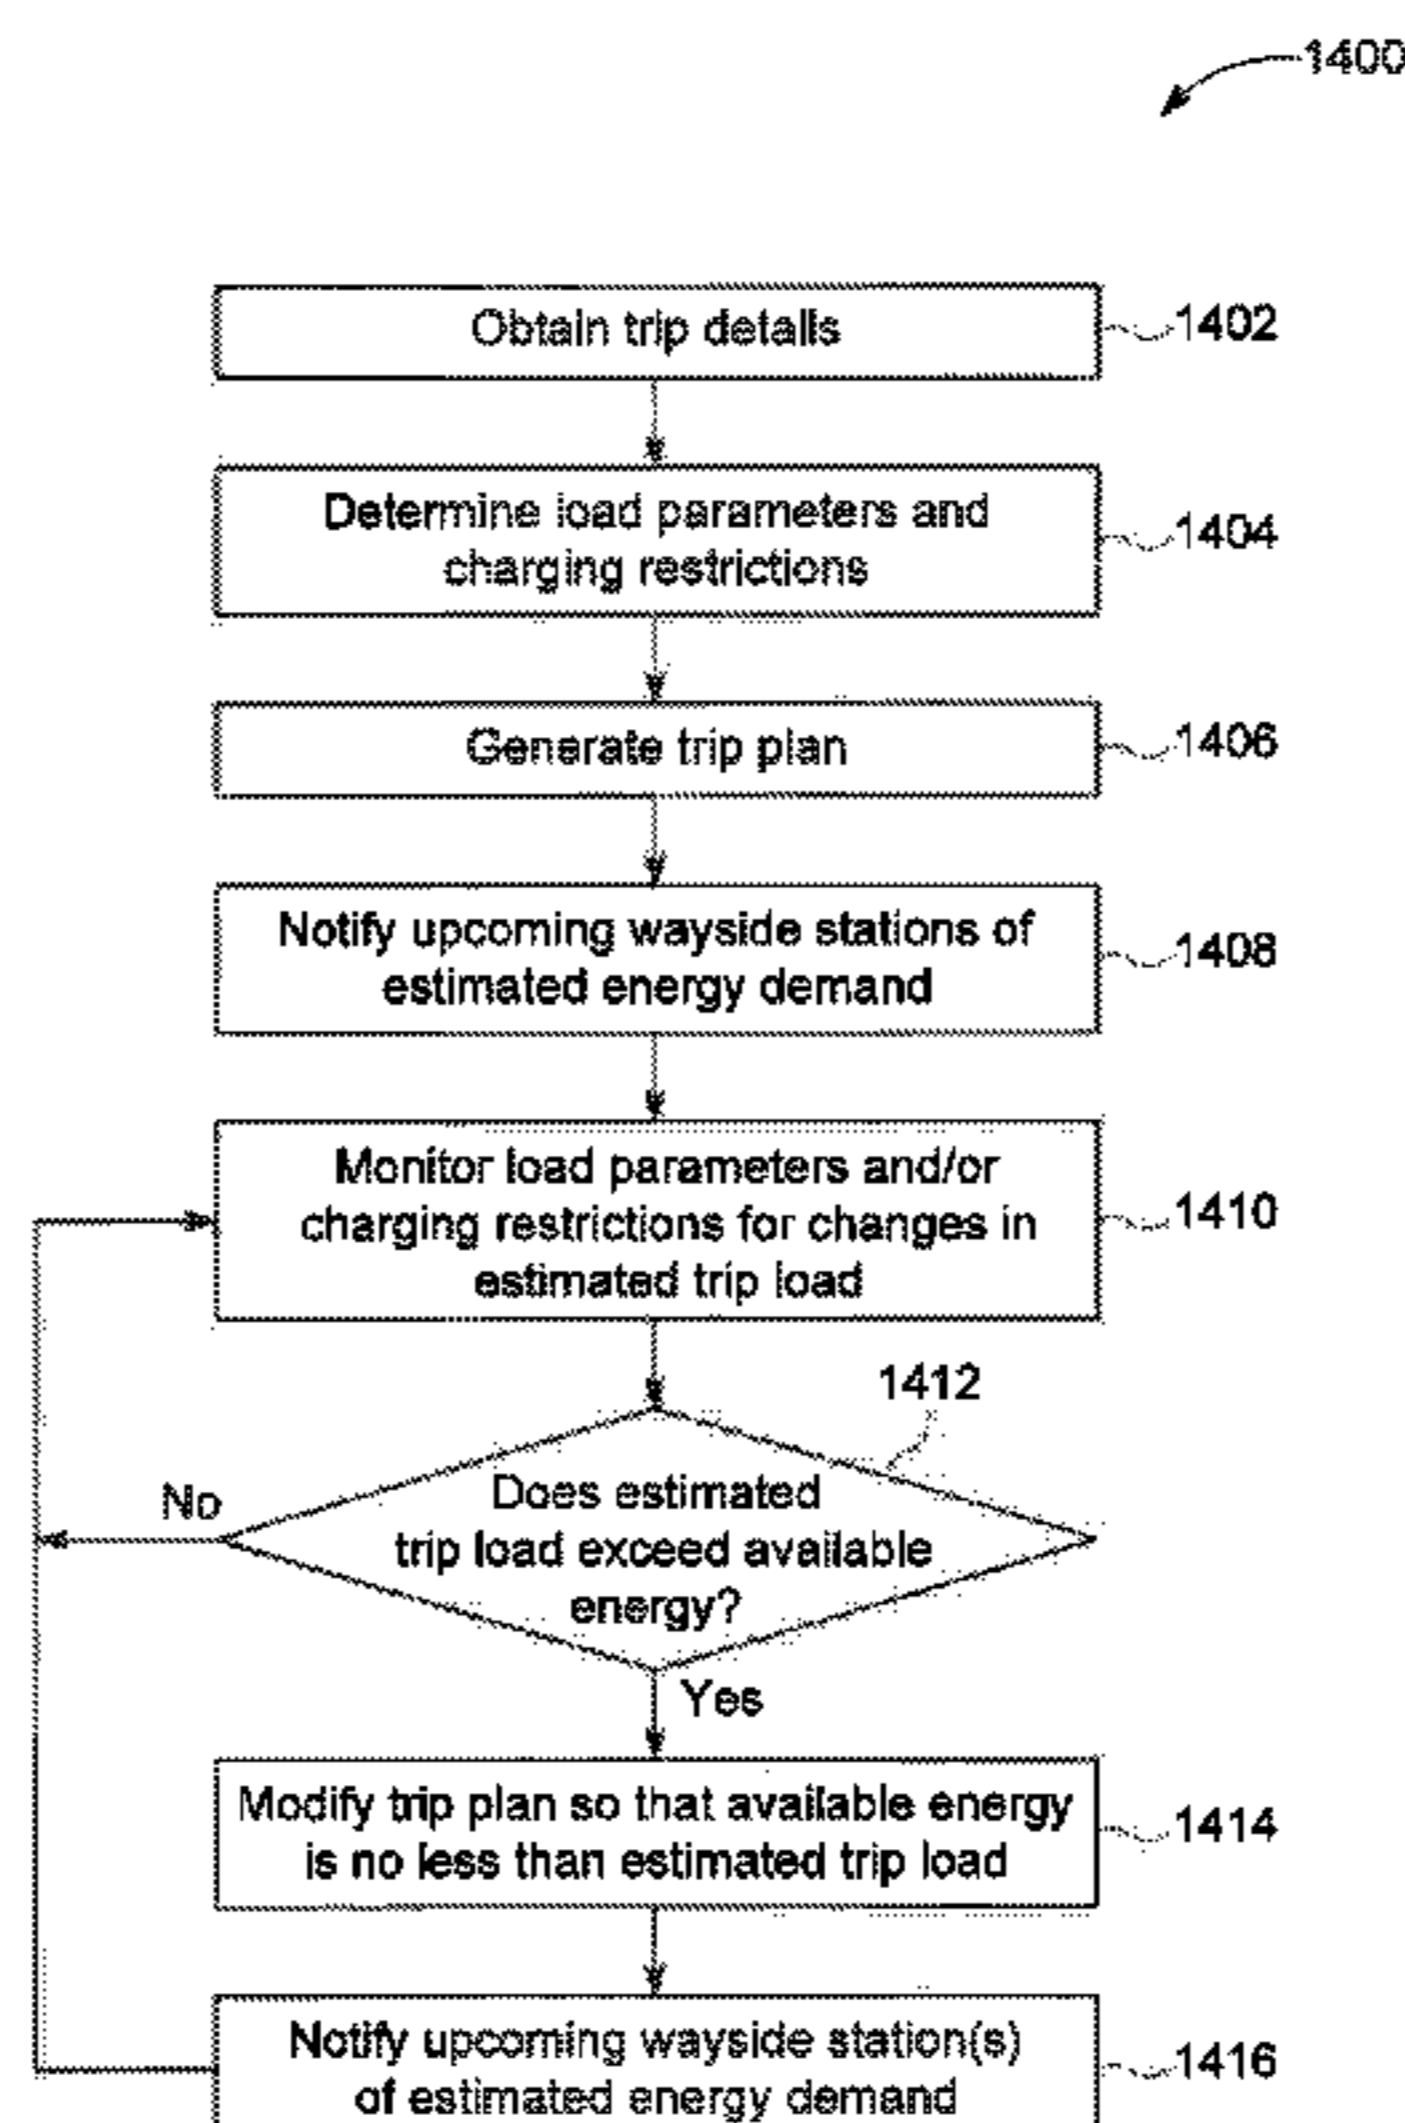 1400
Obtain trip details
1402
Determine load parameters and
charging restrictions
1404
Generate trip plan
1406
Notify upcoming wayside stations of
estimated energy demand
1408
Monitor load parameters and/or
charging restrictions for changes in
estimated trip load
1410
1412
Does estimated
trip load exceed available
energy?
No
Yes
Modify trip plan so that available energy
is no less than estimated trip load
1414
Notify upcoming wayside station(s)
of estimated energy demand
1416